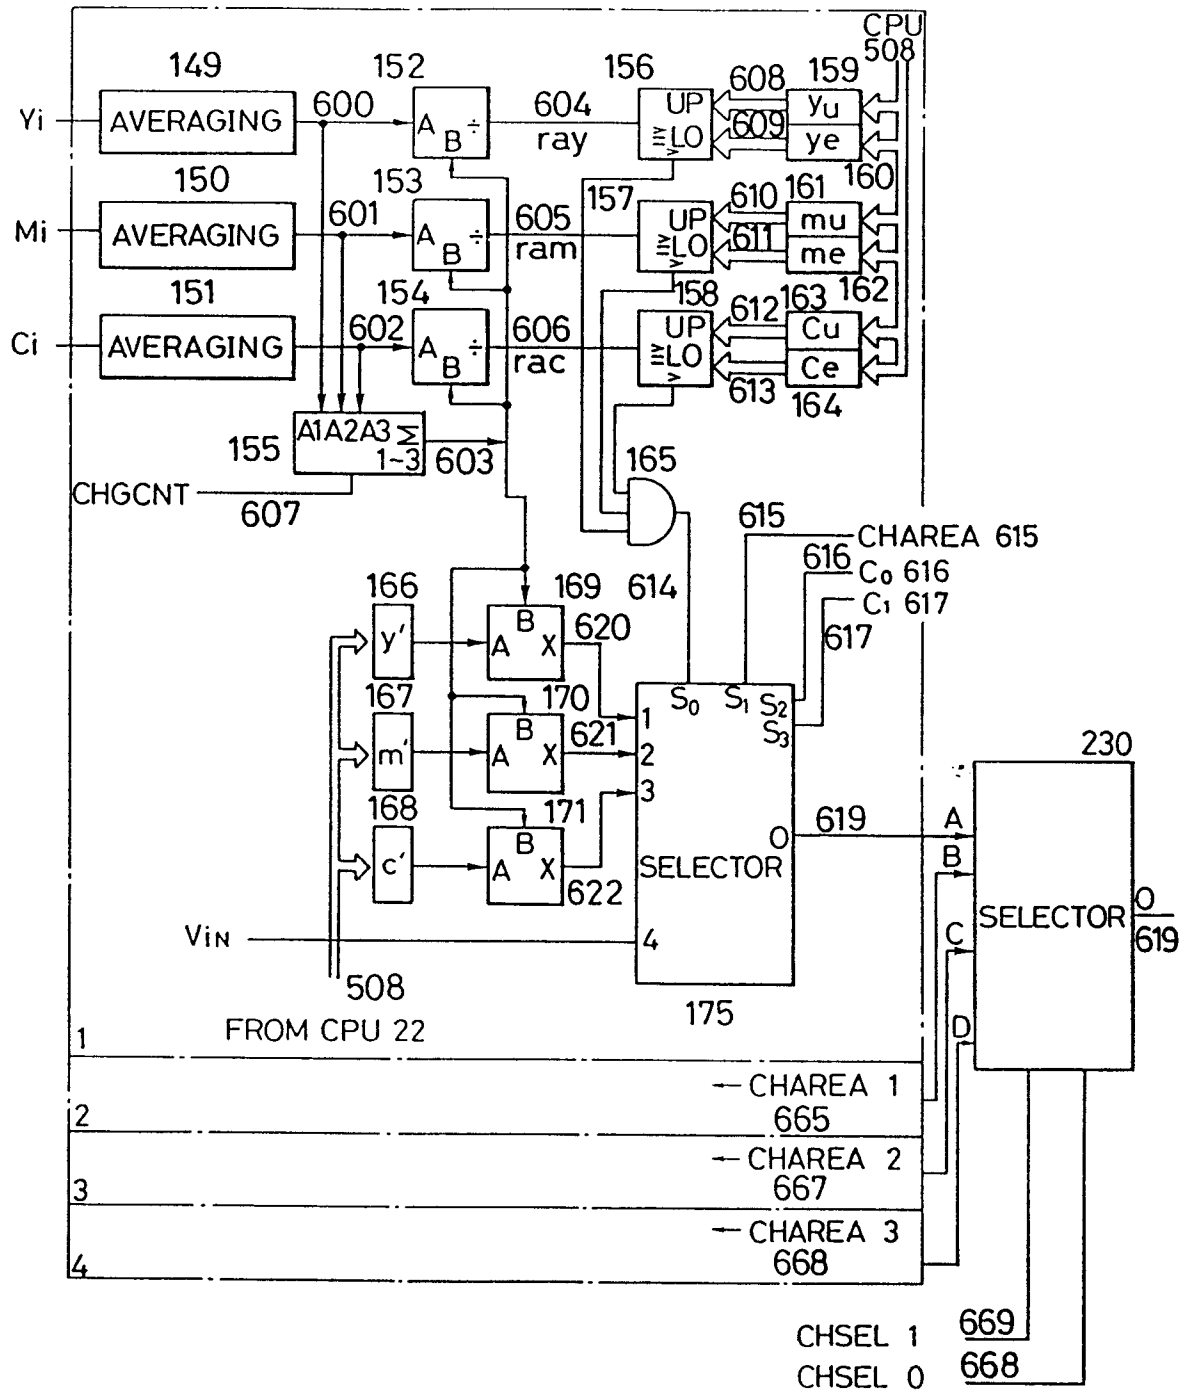 CPU
508
149
152
156
608
159
Yi
AVERAGING
600
A
B
÷
604
ray
UP
LO
609
yu
ye
150
153
157
610
161
160
Mi
AVERAGING
601
A
B
÷
605
ram
UP
LO
611
mu
me
151
154
158
612
163
162
Ci
AVERAGING
602
A
B
÷
606
rac
UP
LO
613
Cu
Ce
164
155
A1 A2 A3 Σ
1~3
603
165
CHGCNT
607
615
CHAREA 615
616
C0 616
C1 617
617
614
166
169
y'
A
B
X
620
167
170
m'
A
B
X
621
168
171
c'
A
B
X
622
S0
S1
S2
S3
1
2
3
4
O
SELECTOR
175
619
VIN
508
FROM CPU 22
230
A
B
C
D
SELECTOR
O
619
1
CHAREA 1
665
2
CHAREA 2
667
3
CHAREA 3
668
4
CHSEL 1
669
CHSEL 0
668